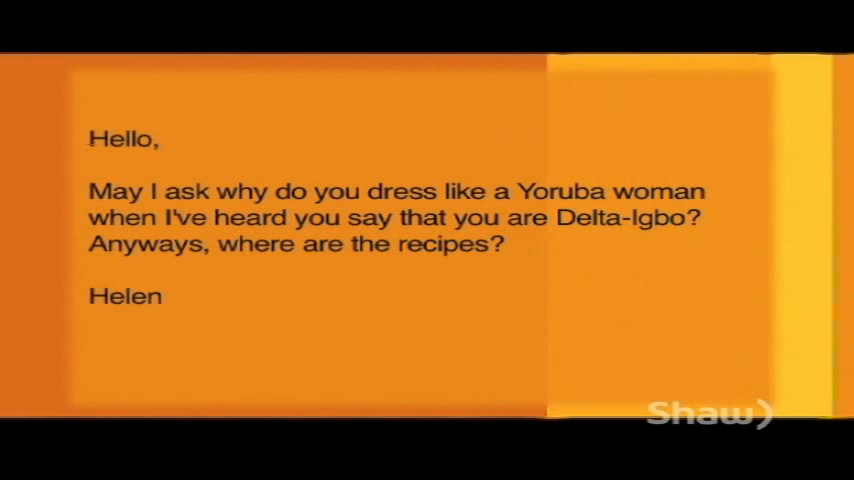 Hello,
May I ask why do you dress like a Yoruba woman
when I've heard you say that you are Delta-Igbo?
Anyways, where are the recipes?
Helen
Shaw)